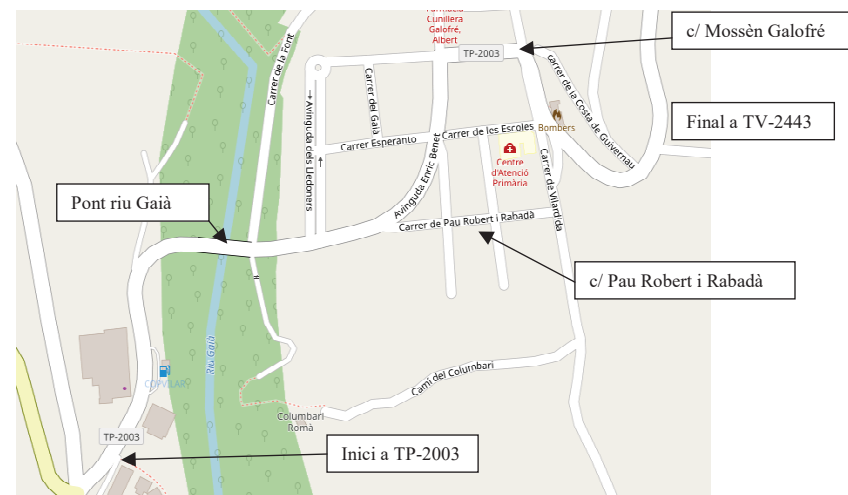 Farmàcia
Cunillera
Galofré,
Albert
c/ Mossèn Galofré
TP-2003
Carrer de la Font
Carrer de la Costa de Guivernau
Avinguda dels Lledoners
Carrer del Gaià
Final a TV-2443
Carrer de les Escoles
Bombers
Carrer Esperanto
Centre
d'Atenció
Primària
Avinguda Enric Benet
Carrer de Vilardida
Pont riu Gaià
Carrer de Pau Robert i Rabadà
c/ Pau Robert i Rabadà
Riu Gaià
COPVILAR
Camí del Columbari
Columbari
Romà
TP-2003
Inici a TP-2003